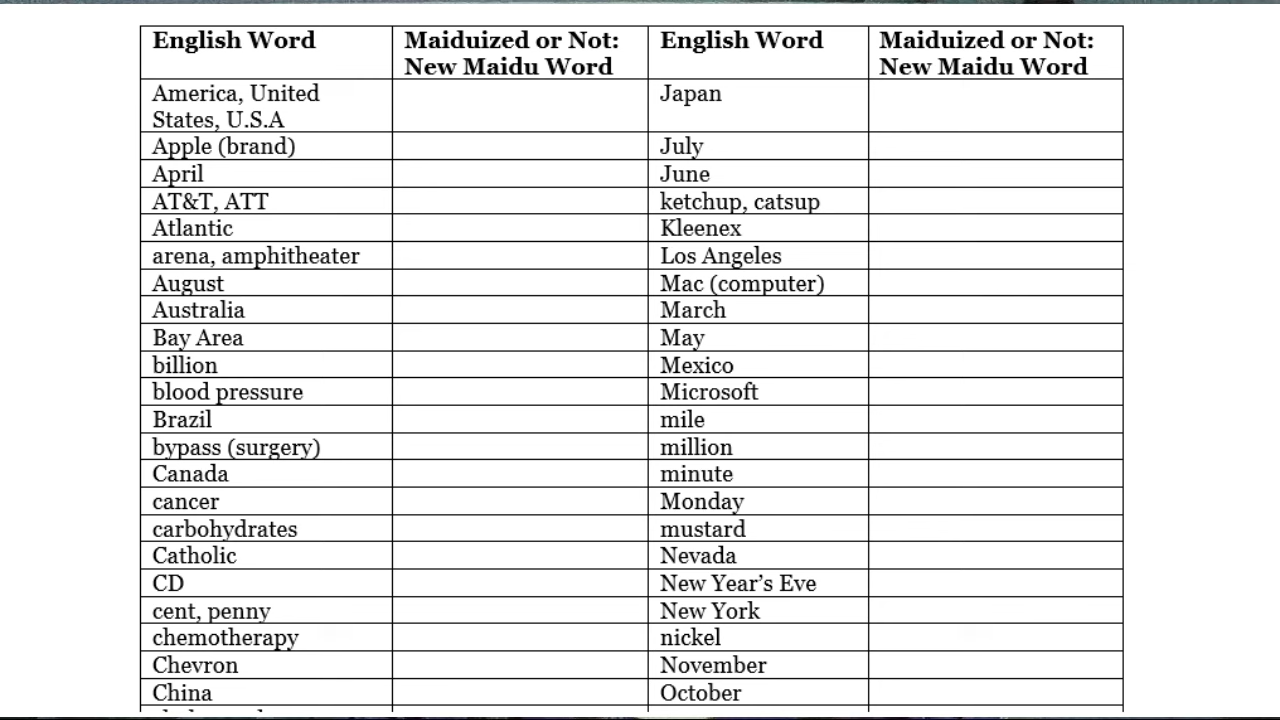 English Word | Maiduized or Not: New Maidu Word | English Word | Maiduized or Not: New Maidu Word
America, United States, U.S.A | | Japan |
Apple (brand) | | July |
April | | June |
AT&T, ATT | | ketchup, catsup |
Atlantic | | Kleenex |
arena, amphitheater | | Los Angeles |
August | | Mac (computer) |
Australia | | March |
Bay Area | | May |
billion | | Mexico |
blood pressure | | Microsoft |
Brazil | | mile |
bypass (surgery) | | million |
Canada | | minute |
cancer | | Monday |
carbohydrates | | mustard |
Catholic | | Nevada |
CD | | New Year’s Eve |
cent, penny | | New York |
chemotherapy | | nickel |
Chevron | | November |
China | | October |